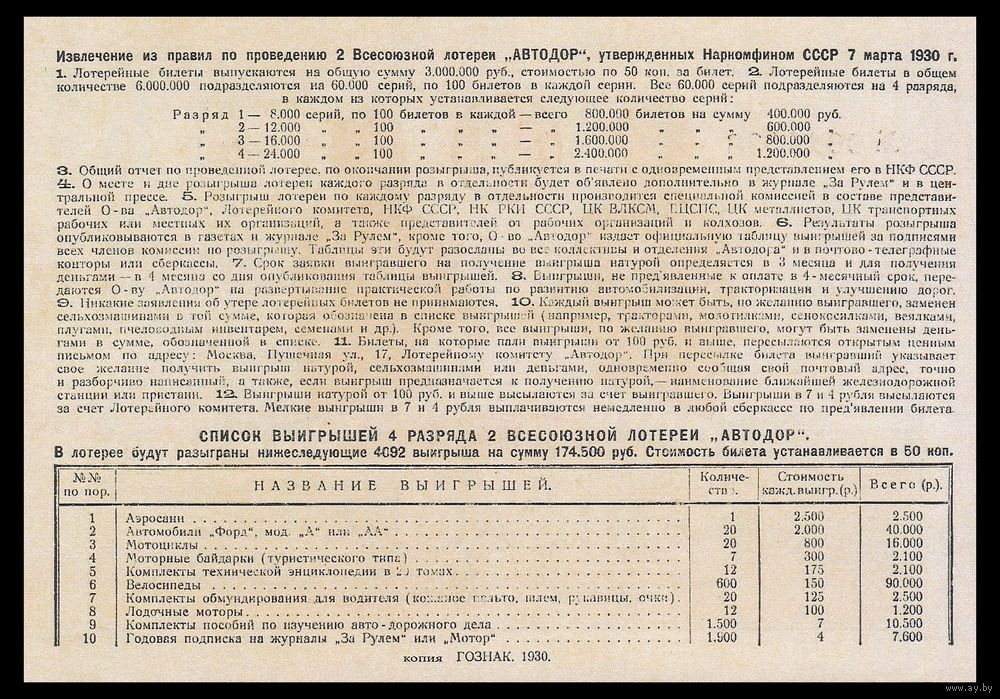 Извлечение из правил по проведению 2 Всесоюзной лотереи „АВТОДОР“, утвержденных Наркомфином СССР 7 марта 1930 г.
1. Лотерейные билеты выпускаются на общую сумму 3.000.000 руб., стоимостью по 50 коп. за билет. 2. Лотерейные билеты в общем
количестве 6.000.000 подразделяются на 60.000 серий, по 100 билетов в каждой серии. Все 60.000 серий подразделяются на 4 разряда,
в каждом из которых устанавливается следующее количество серий:
Разряд 1 — 8.000 серий, по 100 билетов в каждой — всего 800.000 билетов на сумму 400.000 руб.
„ 2 — 12.000 „ „ 100 „ „ „ — „ 1.200.000 „ „ „ 600.000 „
„ 3 — 16.000 „ „ 100 „ „ „ — „ 1.600.000 „ „ „ 800.000 „
„ 4 — 24.000 „ „ 100 „ „ „ — „ 2.400.000 „ „ „ 1.200.000 „
3. Общий отчет по проведенной лотерее, по окончании розыгрыша, публикуется в печати с одновременным представлением его в НКФ СССР.
4. О месте и дне розыгрыша лотереи каждого разряда в отдельности будет об'явлено дополнительно в журнале „За Рулем“ и в цен-
тральной прессе. 5. Розыгрыш лотереи по каждому разряду в отдельности производится специальной комиссией в составе представи-
телей О-ва „Автодор“, Лотерейного комитета, НКФ СССР, НК РКИ СССР, ЦК ВЛКСМ, ВЦСПС, ЦК металлистов, ЦК транспортных
рабочих или местных их организаций, а также представителей от рабочих организаций и колхозов. 6. Результаты розыгрыша
опубликовываются в газетах и журнале „За Рулем“, кроме того, О-во „Автодор“ издает официальную таблицу выигрышей за подписями
всех членов комиссии по розыгрышу. Таблицы эти будут разосланы во все коллективы и отделения „Автодора“ и в почтово-телеграфные
конторы и сберкассы. 7. Срок заявки выигравшего на получение выигрыша натурой определяется в 3 месяца и для получения
деньгами — в 4 месяца со дня опубликования таблицы выигрышей. 8. Выигрыши, не пред'явленные к оплате в 4-месячный срок, пере-
даются О-ву „Автодор“ на развертывание практической работы по развитию автомобилизации, тракторизации и улучшению дорог.
9. Никакие заявления об утере лотерейных билетов не принимаются. 10. Каждый выигрыш может быть, по желанию выигравшего, заменен
сельхозмашинами в той сумме, которая обозначена в списке выигрышей (например, тракторами, молотилками, сенокосилками, веялками,
плугами, пчеловодным инвентарем, семенами и др.). Кроме того, все выигрыши, по желанию выигравшего, могут быть заменены день-
гами в сумме, обозначенной в списке. 11. Билеты, на которые пали выигрыши от 100 руб. и выше, пересылаются открытым ценным
письмом по адресу: Москва, Пушечная ул., 17, Лотерейному комитету „Автодор“. При пересылке билета выигравший указывает
свое желание получить выигрыш натурой, сельхозмашинами или деньгами, одновременно сообщая свой почтовый адрес, точно
и разборчиво написанный, а также, если выигрыш предназначается к получению натурой,— наименование ближайшей железнодорожной
станции или пристани. 12. Выигрыши натурой от 100 руб. и выше высылаются за счет выигравшего. Выигрыши в 7 и 4 рубля высылаются
за счет Лотерейного комитета. Мелкие выигрыши в 7 и 4 рубля выплачиваются немедленно в любой сберкассе по пред'явлении билета.
СПИСОК ВЫИГРЫШЕЙ 4 РАЗРЯДА 2 ВСЕСОЮЗНОЙ ЛОТЕРЕИ „АВТОДОР“.
В лотерее будут разыграны нижеследующие 4092 выигрыша на сумму 174.500 руб. Стоимость билета устанавливается в 50 коп.
№№ по пор. НАЗВАНИЕ ВЫИГРЫШЕЙ. Количе-ство. Стоимость кажд.выигр.(р.) Всего (р.).
1 Аэросани 1 2.500 2.500
2 Автомобили „Форд“, мод. „А“ или „АА“ 20 2.000 40.000
3 Мотоциклы 20 800 16.000
4 Моторные байдарки (туристического типа) 7 300 2.100
5 Комплекты технической энциклопедии в 20 томах 12 175 2.100
6 Велосипеды 600 150 90.000
7 Комплекты обмундирования для водителя (кожаное пальто, шлем, рукавицы, очки) 20 125 2.500
8 Лодочные моторы 12 100 1.200
9 Комплекты пособий по изучению авто-дорожного дела 1.500 7 10.500
10 Годовая подписка на журналы „За Рулем“ или „Мотор“ 1.900 4 7.600
копия ГОЗНАК. 1930.
www.ay.by